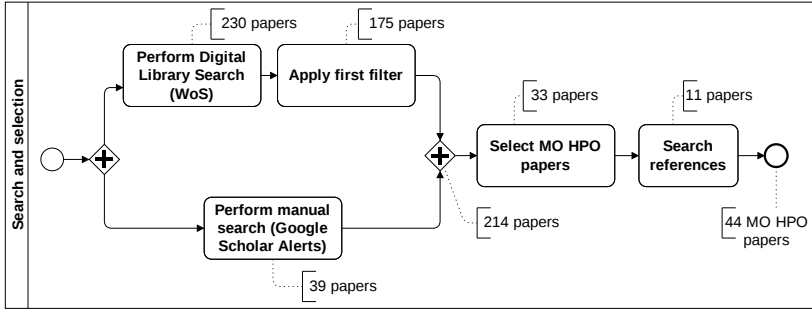 Search and selection
230 papers
175 papers
Perform Digital
Library Search
(WoS)
Apply first filter
33 papers
11 papers
Select MO HPO
papers
Search
references
Perform manual
search (Google
Scholar Alerts)
214 papers
44 MO HPO
papers
39 papers